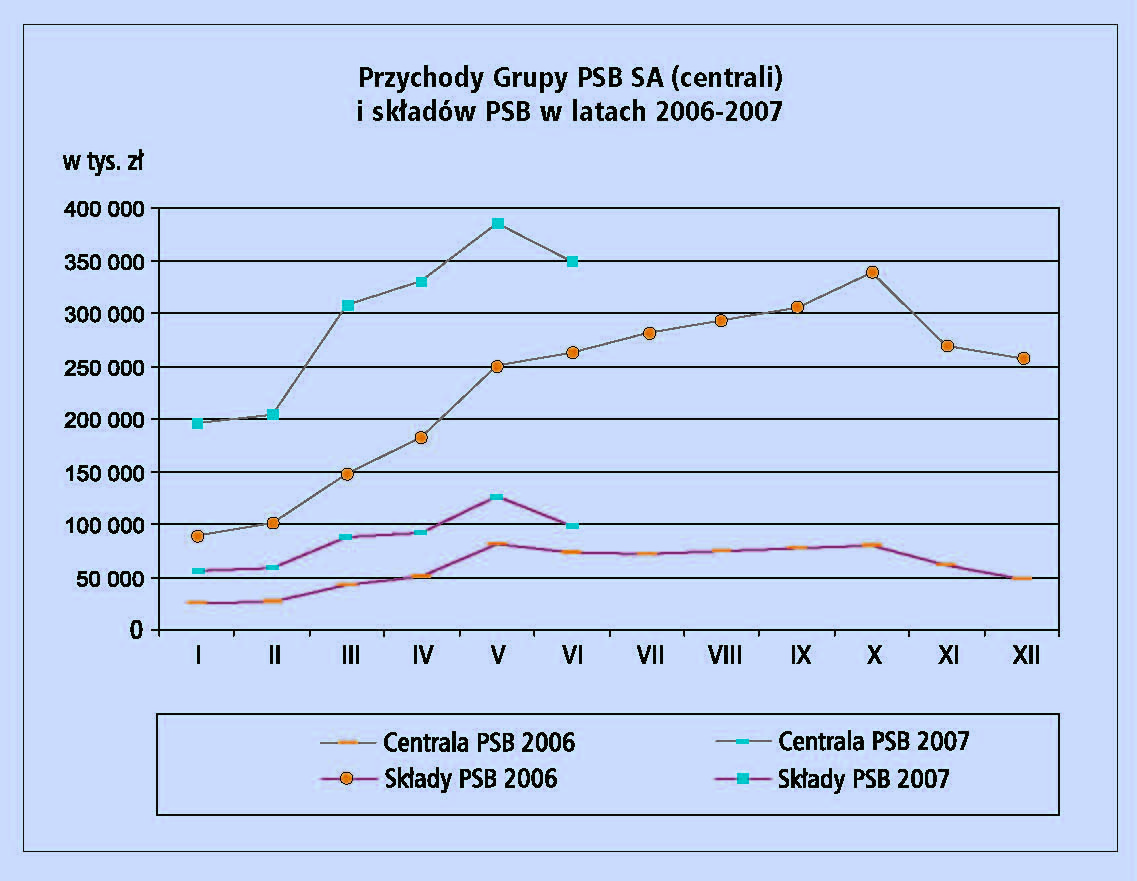 Przychody Grupy PSB SA (centrali)
i składów PSB w latach 2006-2007
w tys. zł
400 000
350 000
300 000
250 000
200 000
150 000
100 000
50 000
0
I II III IV V VI VII VIII IX X XI XII
Centrala PSB 2006 Centrala PSB 2007
Składy PSB 2006 Składy PSB 2007